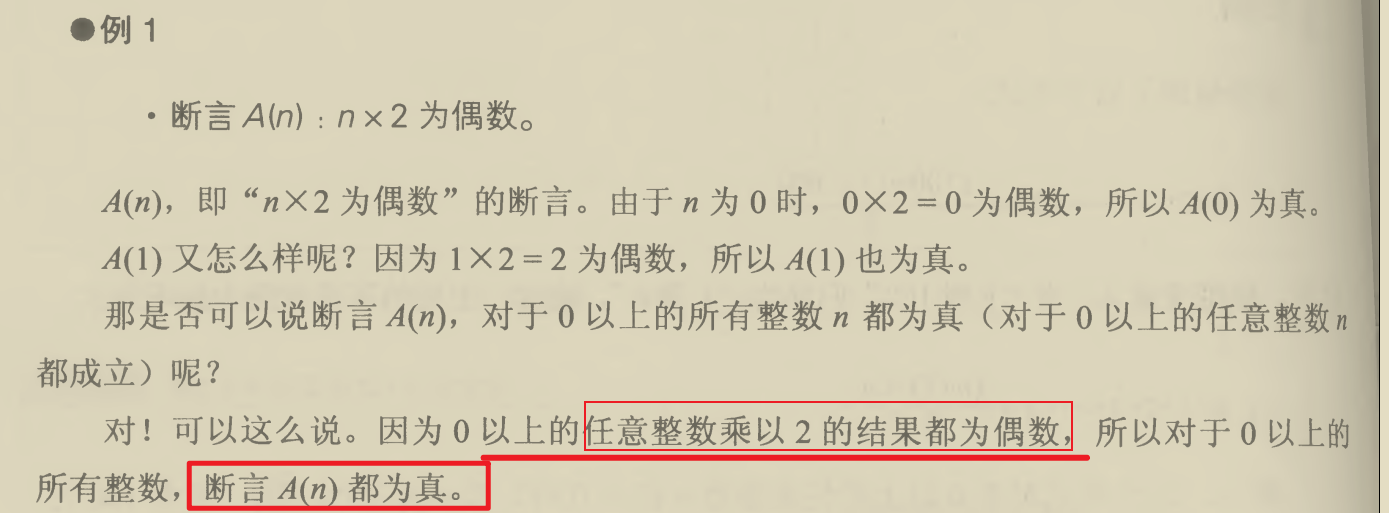 ●例 1
・断言 A(n)：n×2 为偶数。
A(n)，即“n×2 为偶数”的断言。由于 n 为 0 时，0×2=0 为偶数，所以 A(0) 为真。
A(1) 又怎么样呢？因为 1×2=2 为偶数，所以 A(1) 也为真。
那是否可以说断言 A(n)，对于 0 以上的所有整数 n 都为真（对于 0 以上的任意整数 n
都成立）呢？
对！可以这么说。因为 0 以上的任意整数乘以 2 的结果都为偶数，所以对于 0 以上的
所有整数，断言 A(n) 都为真。